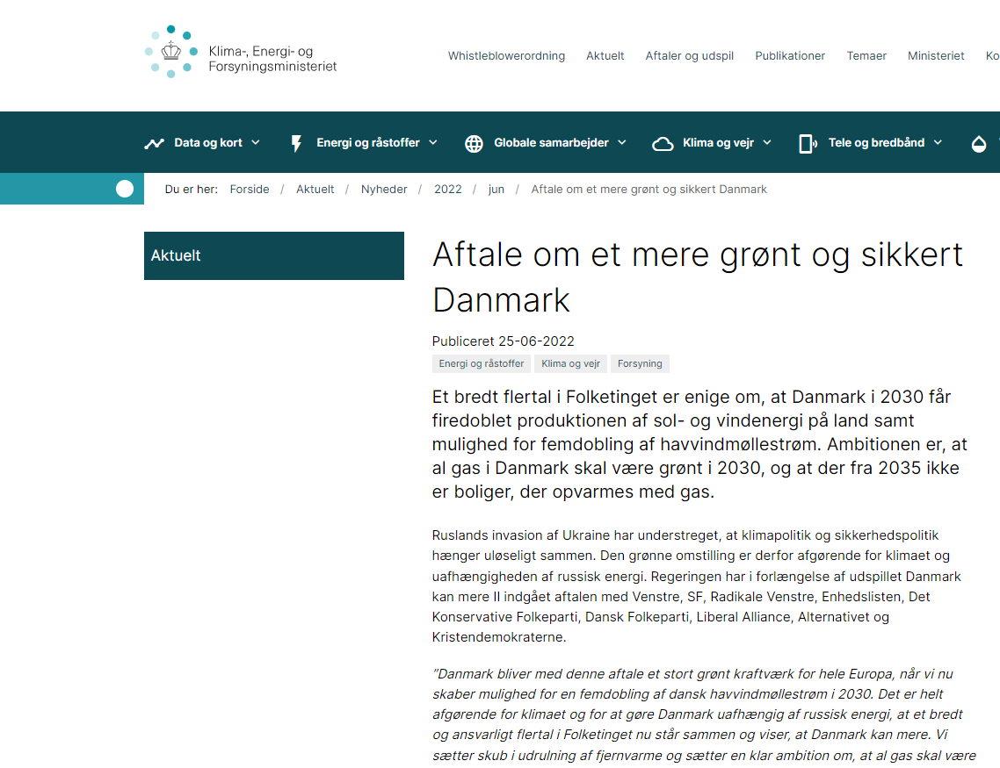 Klima-, Energi- og
Forsyningsministeriet
Whistleblowerordning Aktuelt Aftaler og udspil Publikationer Temaer Ministeriet
Data og kort Energi og råstoffer Globale samarbejder Klima og vejr Tele og bredbånd
Du er her: Forside / Aktuelt / Nyheder / 2022 / jun / Aftale om et mere grønt og sikkert Danmark
Aktuelt
Aftale om et mere grønt og sikkert
Danmark
Publiceret 25-06-2022
Energi og råstoffer Klima og vejr Forsyning
Et bredt flertal i Folketinget er enige om, at Danmark i 2030 får
firedoblet produktionen af sol- og vindenergi på land samt
mulighed for femdobling af havvindmøllestrøm. Ambitionen er, at
al gas i Danmark skal være grønt i 2030, og at der fra 2035 ikke
er boliger, der opvarmes med gas.
Ruslands invasion af Ukraine har understreget, at klimapolitik og sikkerhedspolitik
hænger uløseligt sammen. Den grønne omstilling er derfor afgørende for klimaet og
uafhængigheden af russisk energi. Regeringen har i forlængelse af udspillet Danmark
kan mere II indgået aftalen med Venstre, SF, Radikale Venstre, Enhedslisten, Det
Konservative Folkeparti, Dansk Folkeparti, Liberal Alliance, Alternativet og
Kristendemokraterne.
”Danmark bliver med denne aftale et stort grønt kraftværk for hele Europa, når vi nu
skaber mulighed for en femdobling af dansk havvindmøllestrøm i 2030. Det er helt
afgørende for klimaet og for at gøre Danmark uafhængig af russisk energi, at et bredt
og ansvarligt flertal i Folketinget nu står sammen og viser, at Danmark kan mere. Vi
sætter skub i udrulning af fjernvarme og sætter en klar ambition om, at al gas skal være